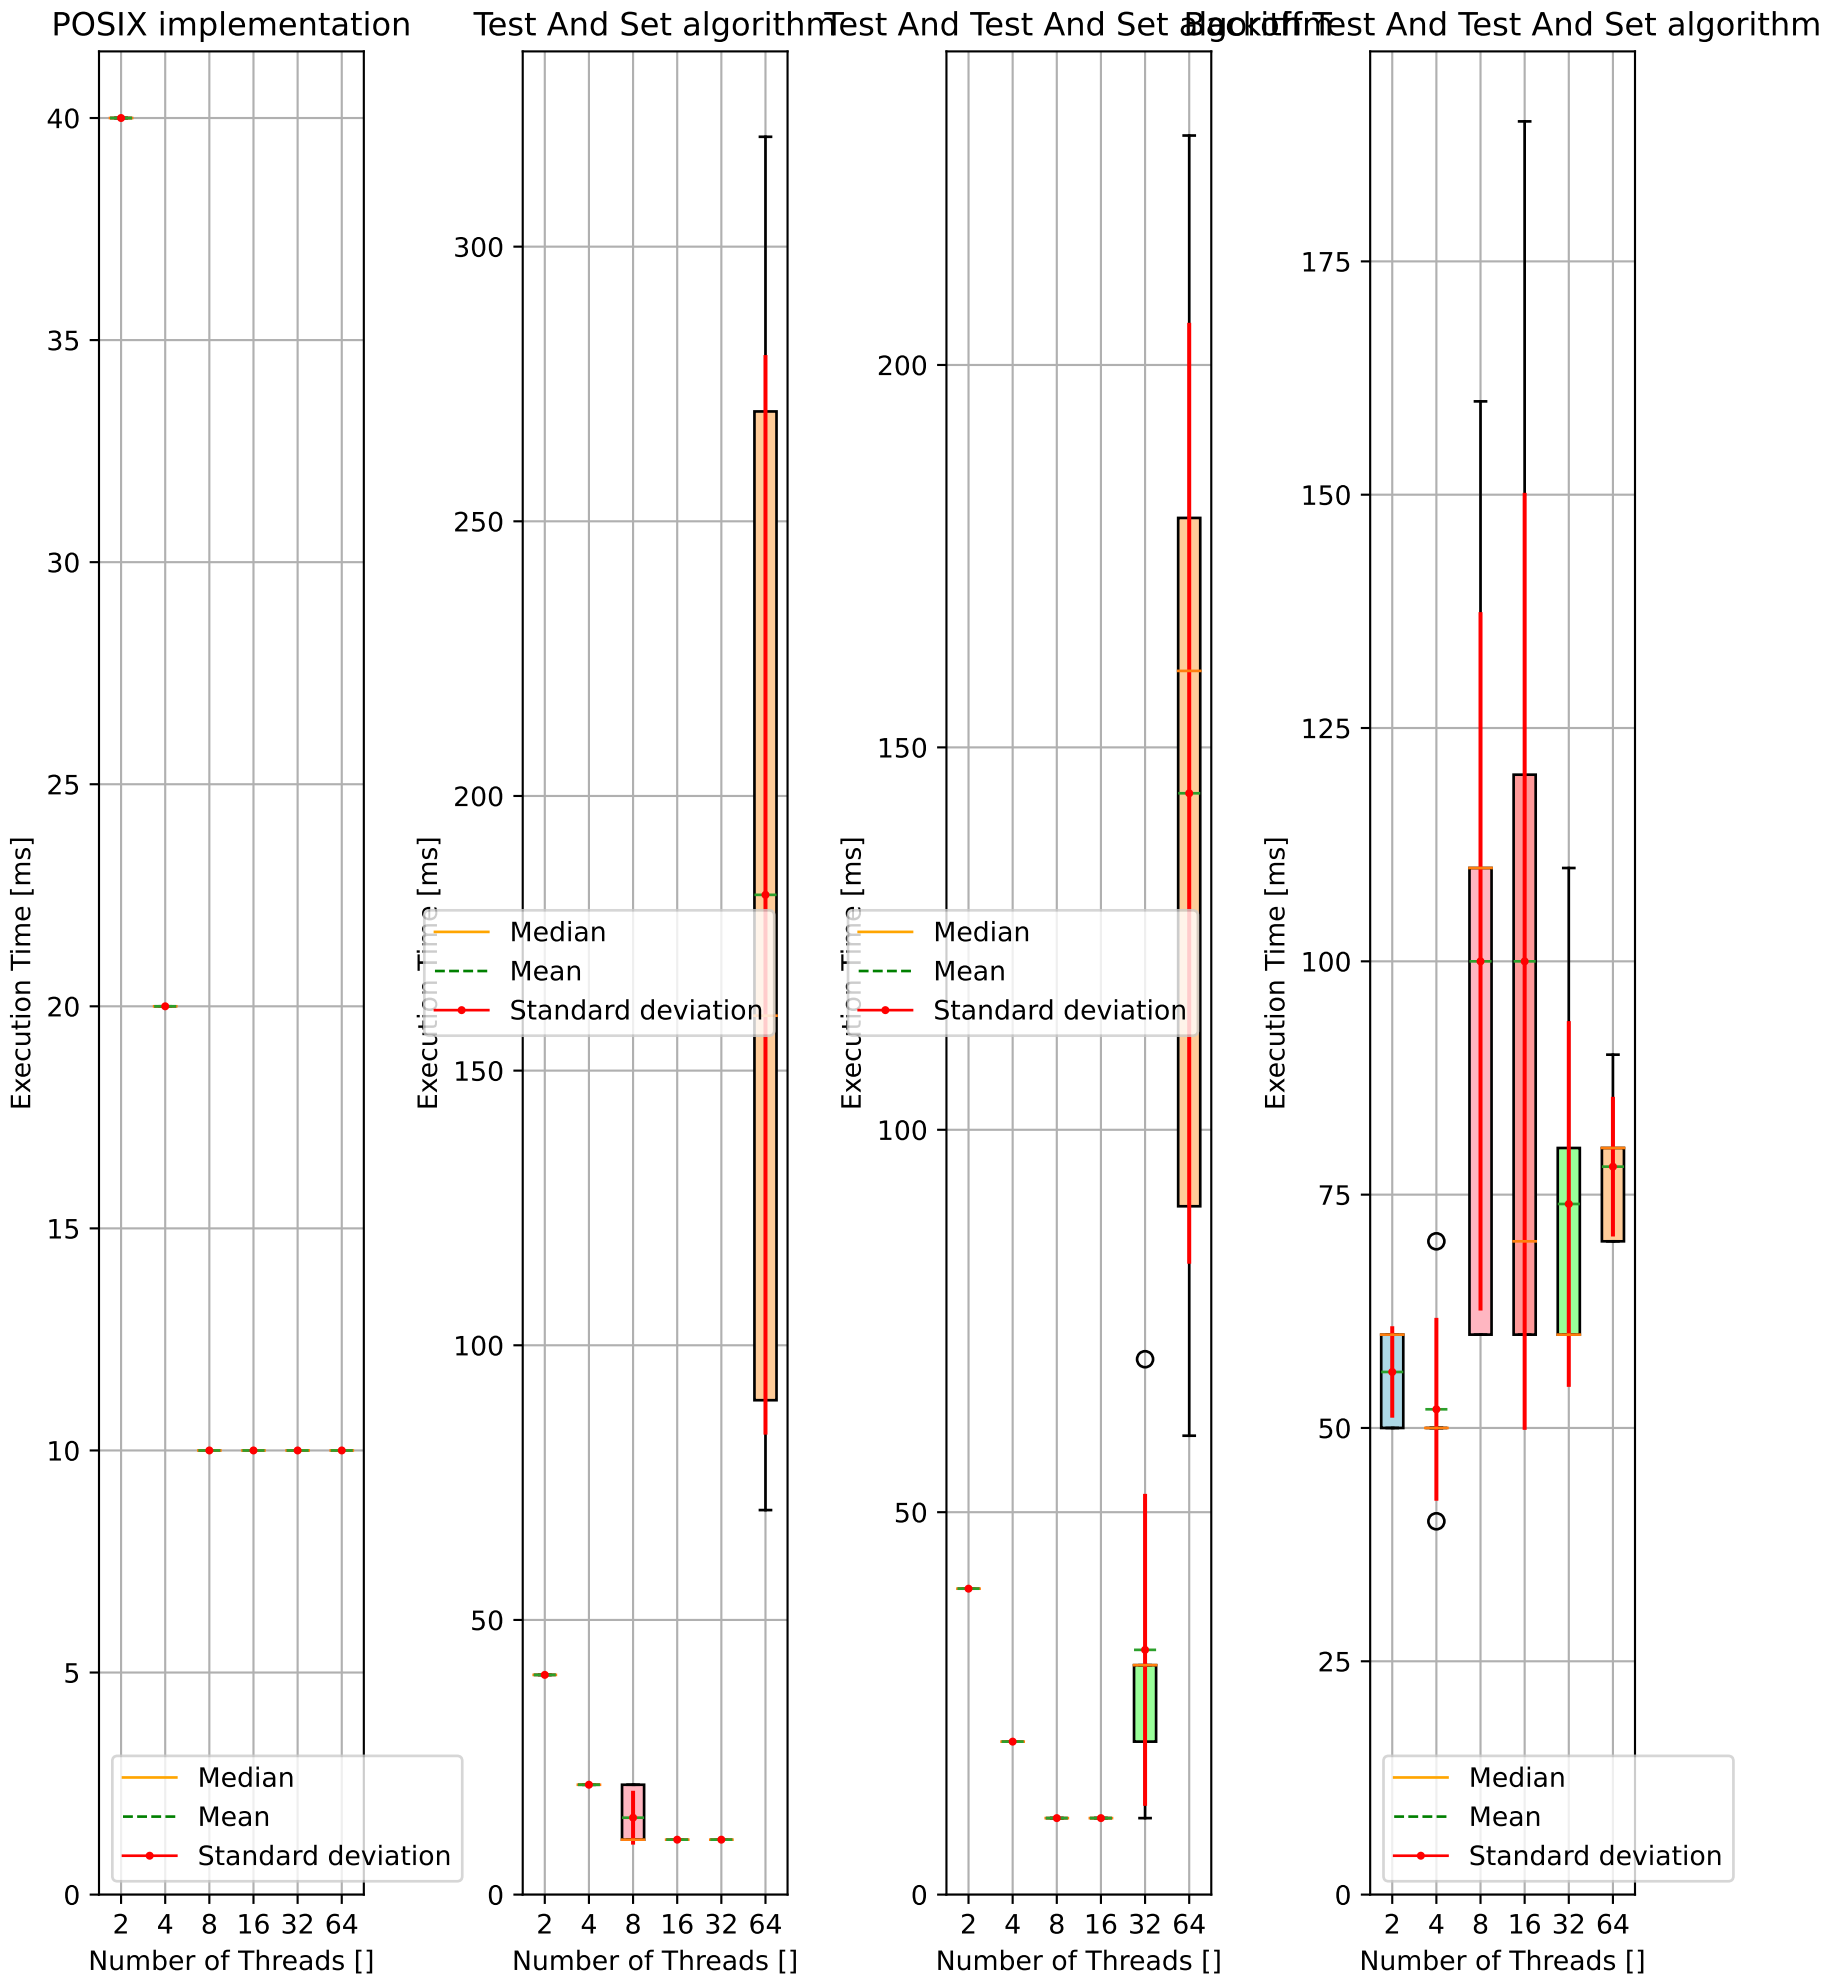 POSIX implementation
40
35
30
25
20
15
10
5
0
2 4 8 16 32 64
Execution Time [ms]
Number of Threads []
Median
Mean
Standard deviation
Test And Set algorithm
300
250
200
150
100
50
0
2 4 8 16 32 64
Execution Time [ms]
Number of Threads []
Median
Mean
Standard deviation
Test And Test And Set algorithm
200
150
100
50
0
2 4 8 16 32 64
Execution Time [ms]
Number of Threads []
Median
Mean
Standard deviation
Backoff Test And Test And Set algorithm
175
150
125
100
75
50
25
0
2 4 8 16 32 64
Execution Time [ms]
Number of Threads []
Median
Mean
Standard deviation